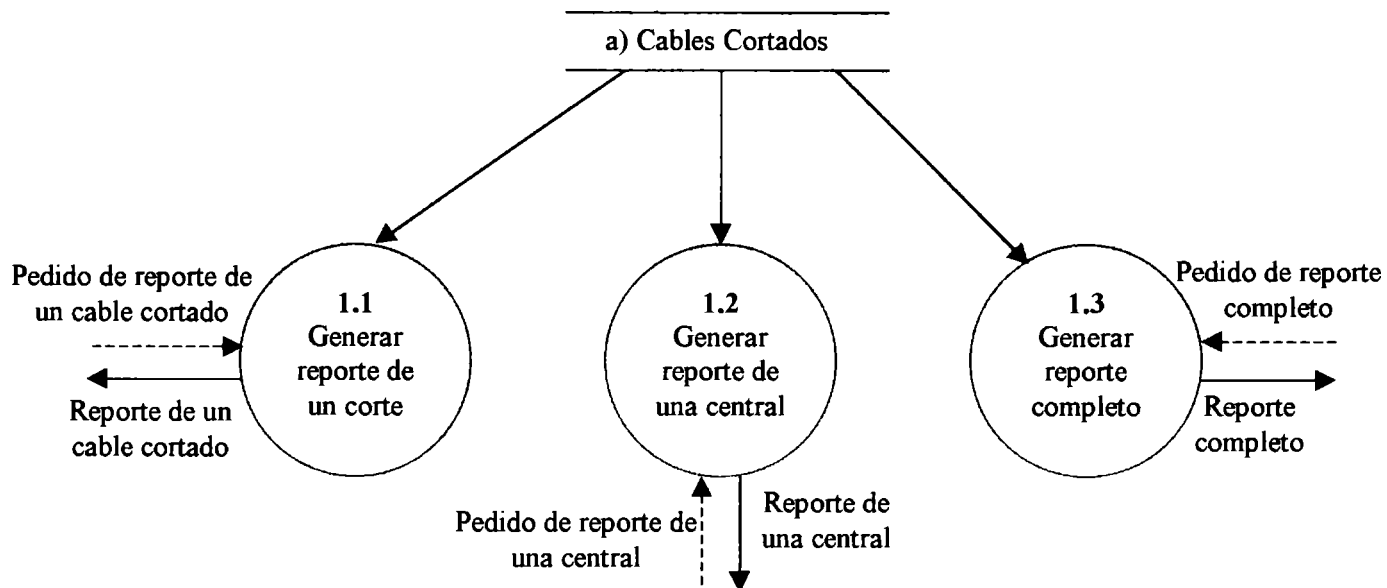 a) Cables Cortados
Pedido de reporte de
un cable cortado
Reporte de un
cable cortado
1.1
Generar
reporte de
un corte
1.2
Generar
reporte de
una central
1.3
Generar
reporte
completo
Pedido de reporte
completo
Reporte
completo
Pedido de reporte de
una central
Reporte de
una central